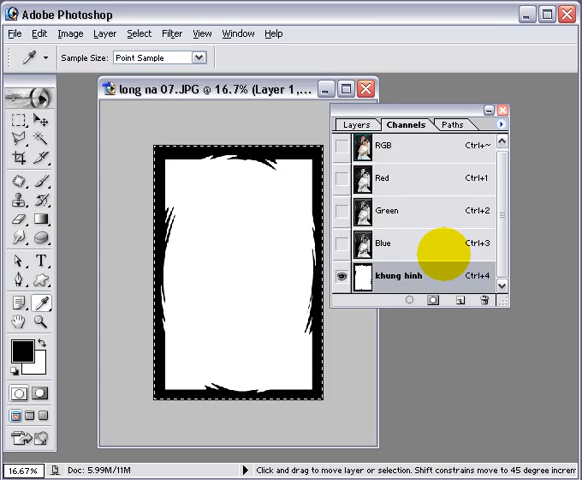 Adobe Photoshop
File Edit Image Layer Select Filter View Window Help
Sample Size: Point Sample
long na 07.JPG @ 16.7% (Layer 1,...
Layers Channels Paths
RGB Ctrl+~
Red Ctrl+1
Green Ctrl+2
Blue Ctrl+3
khung hinh Ctrl+4
T
16.67% Doc: 5.99M/11M Click and drag to move layer or selection. Shift constrains move to 45 degree increm